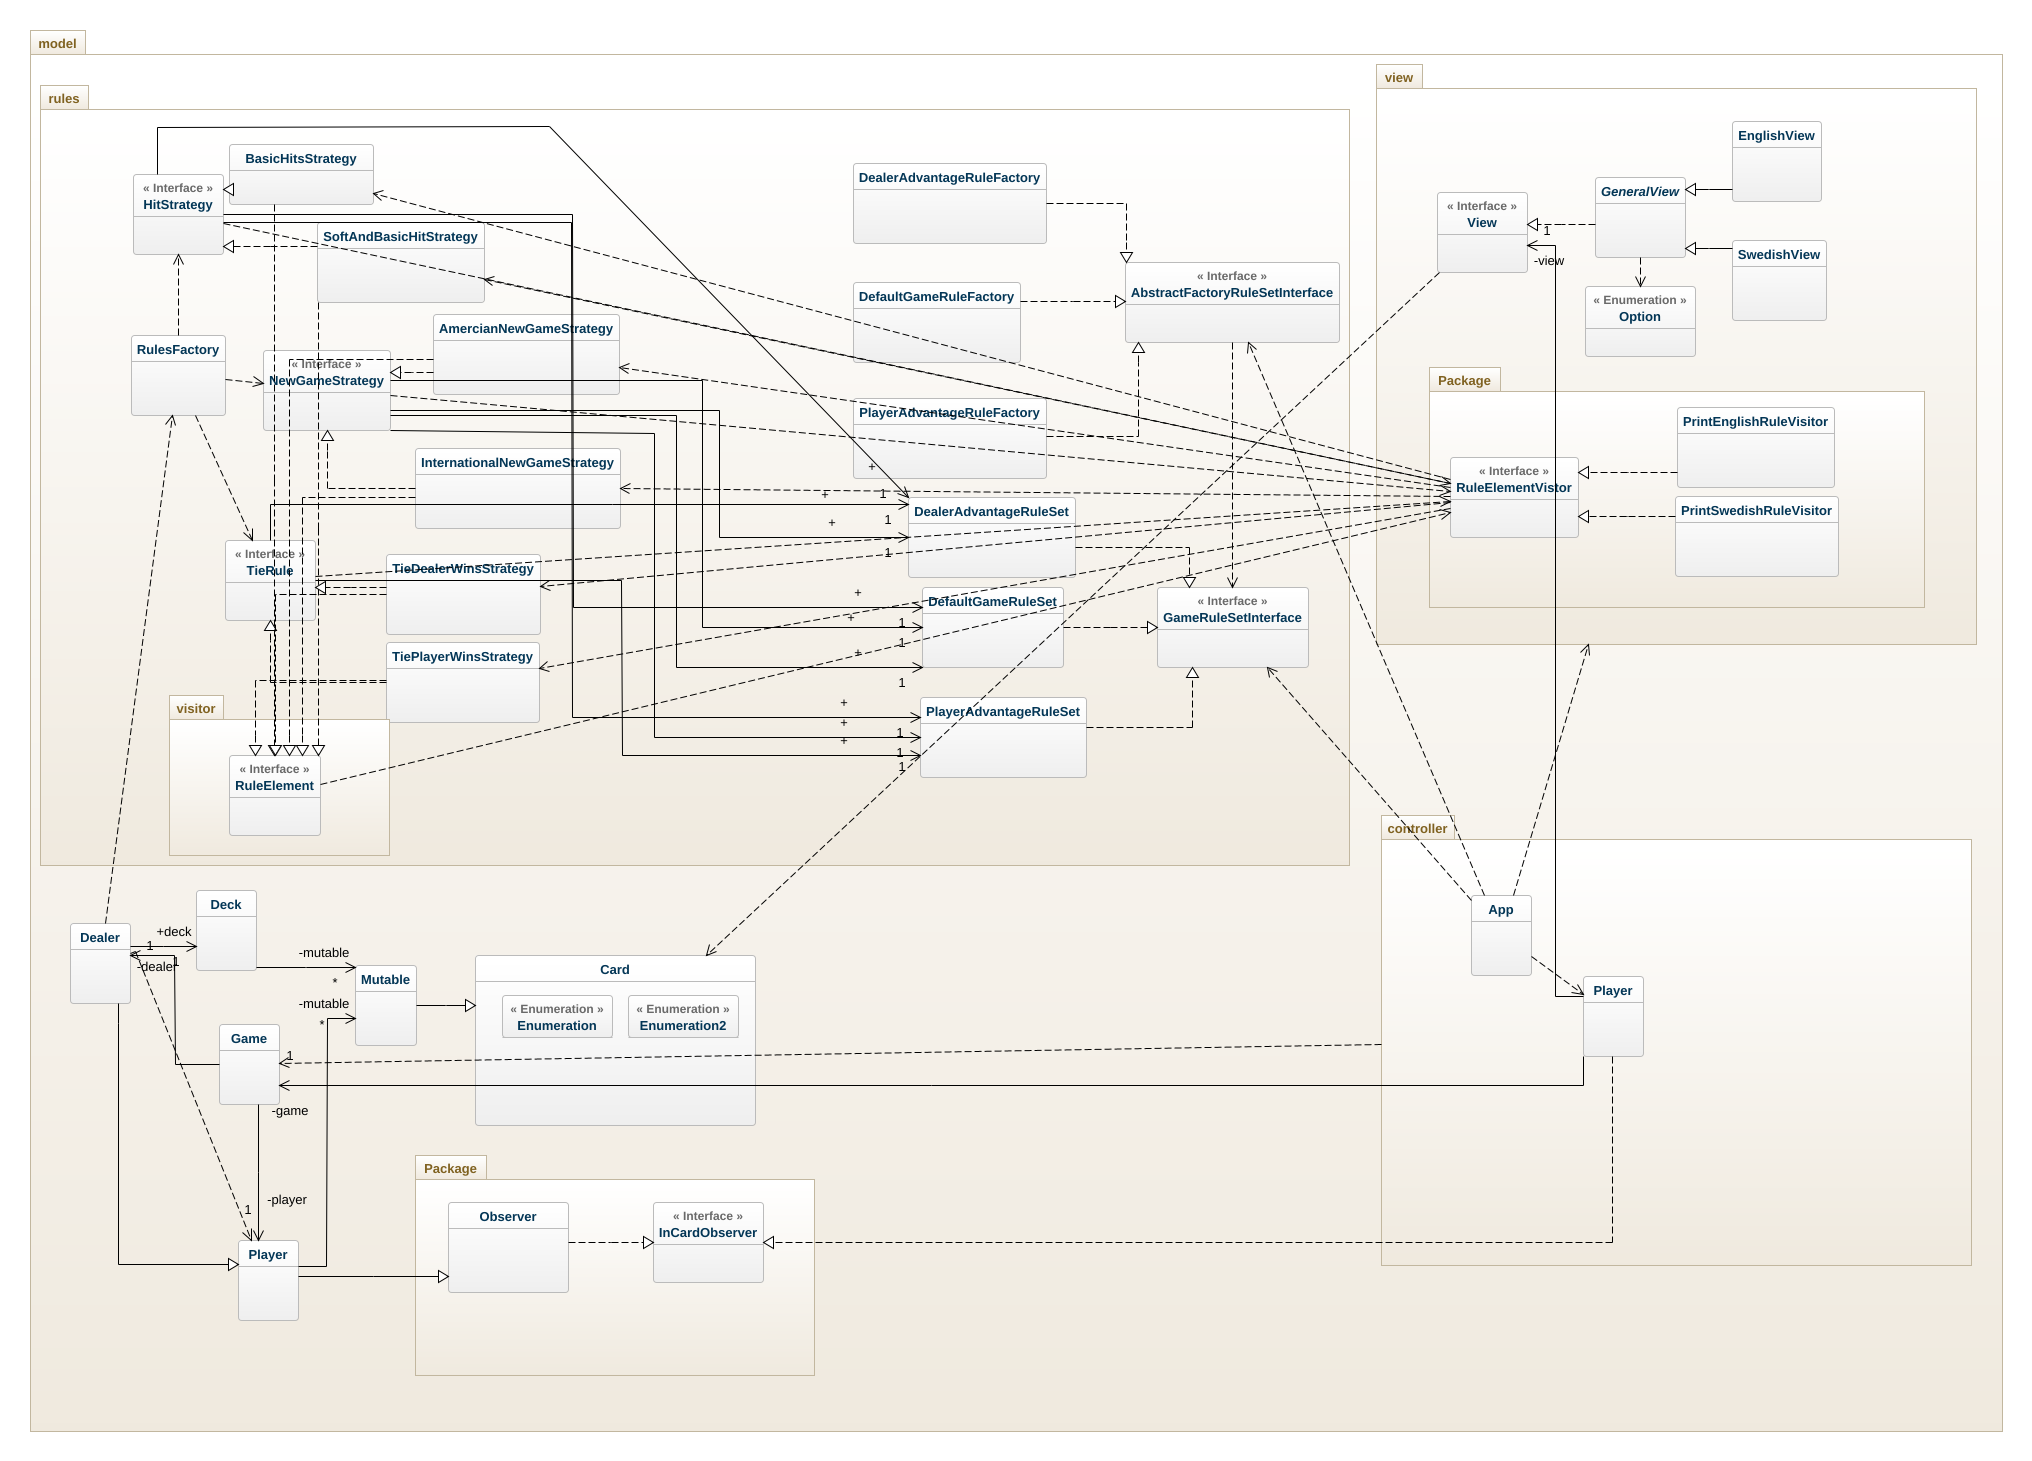 model
view
rules
EnglishView
BasicHitsStrategy
DealerAdvantageRuleFactory
« Interface »
HitStrategy
GeneralView
« Interface »
View
1
-view
SoftAndBasicHitStrategy
SwedishView
« Interface »
AbstractFactoryRuleSetInterface
DefaultGameRuleFactory
« Enumeration »
Option
AmercianNewGameStrategy
RulesFactory
« Interface »
NewGameStrategy
Package
PlayerAdvantageRuleFactory
PrintEnglishRuleVisitor
InternationalNewGameStrategy
« Interface »
RuleElementVistor
+
+
1
DealerAdvantageRuleSet
PrintSwedishRuleVisitor
+
1
1
« Interface »
TieRule
TieDealerWinsStrategy
+
DefaultGameRuleSet
« Interface »
GameRuleSetInterface
+
1
1
+
TiePlayerWinsStrategy
1
visitor
+
PlayerAdvantageRuleSet
+
1
+
1
1
« Interface »
RuleElement
controller
Deck
App
Dealer
+deck
1
-dealer
1
-mutable
*
Mutable
-mutable
*
Card
« Enumeration »
Enumeration
« Enumeration »
Enumeration2
Player
Game
1
-game
Package
-player
1
Observer
« Interface »
InCardObserver
Player